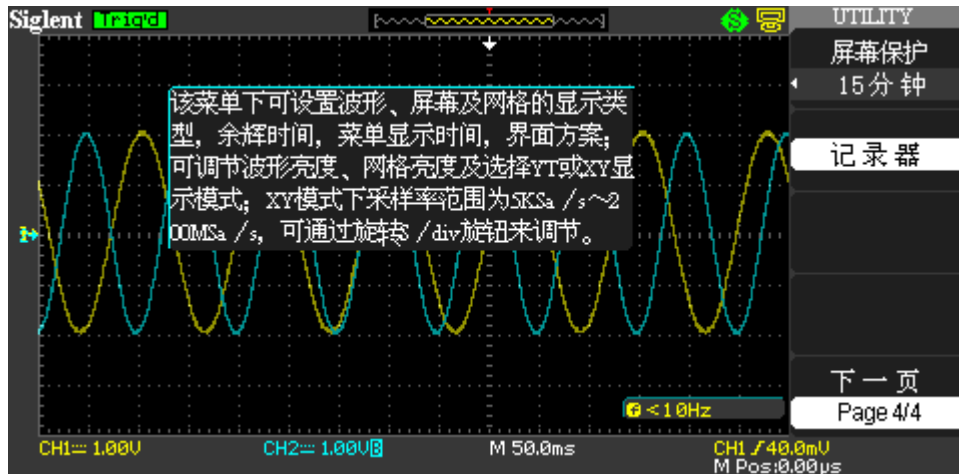 Siglent Trig'd
UTILITY
屏幕保护
15分钟
记录器
下一页
Page 4/4
该菜单下可设置波形、屏幕及网格的显示类
型，余辉时间，菜单显示时间，界面方案；
可调节波形亮度、网格亮度及选择YT或XY显
示模式；XY模式下采样率范围为5KSa /s～2
00MSa /s，可通过旋转S /div旋钮来调节。
<10Hz
CH1 1.00V CH2 1.00V B M 50.0ms CH1 40.0mV
M Pos:0.00μs